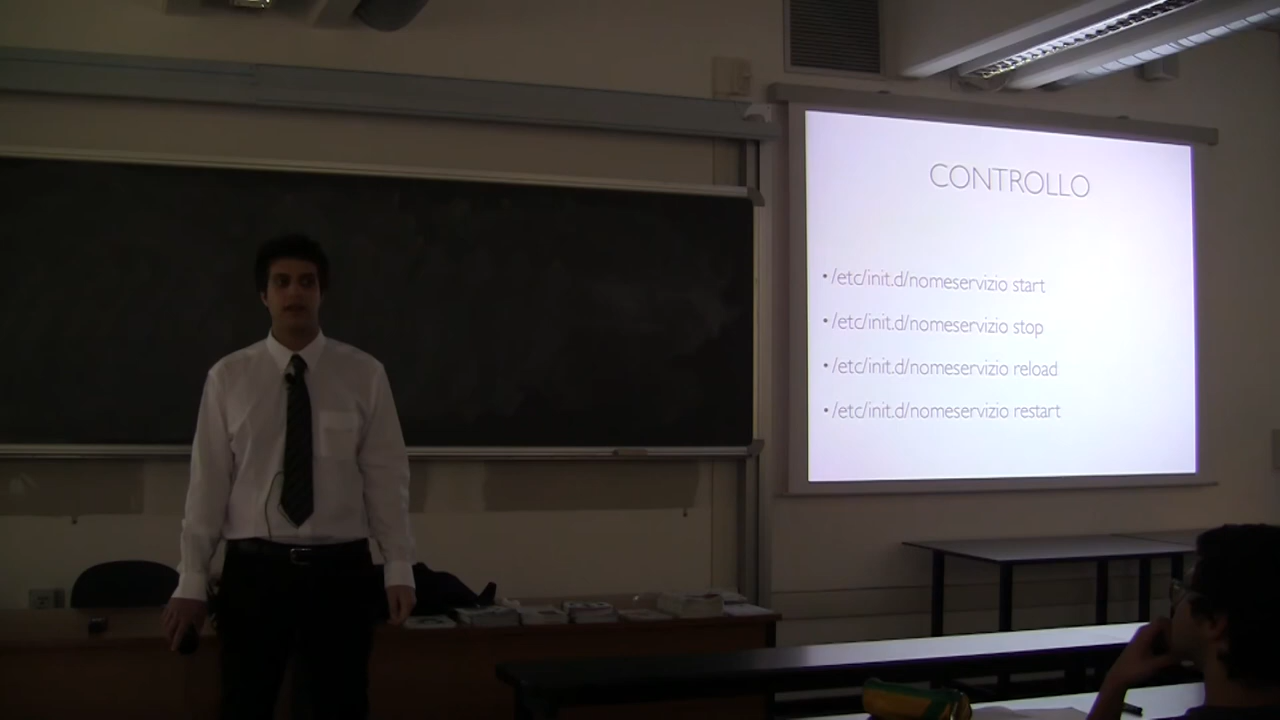 CONTROLLO
• /etc/init.d/nomeservizio start
• /etc/init.d/nomeservizio stop
• /etc/init.d/nomeservizio reload
• /etc/init.d/nomeservizio restart